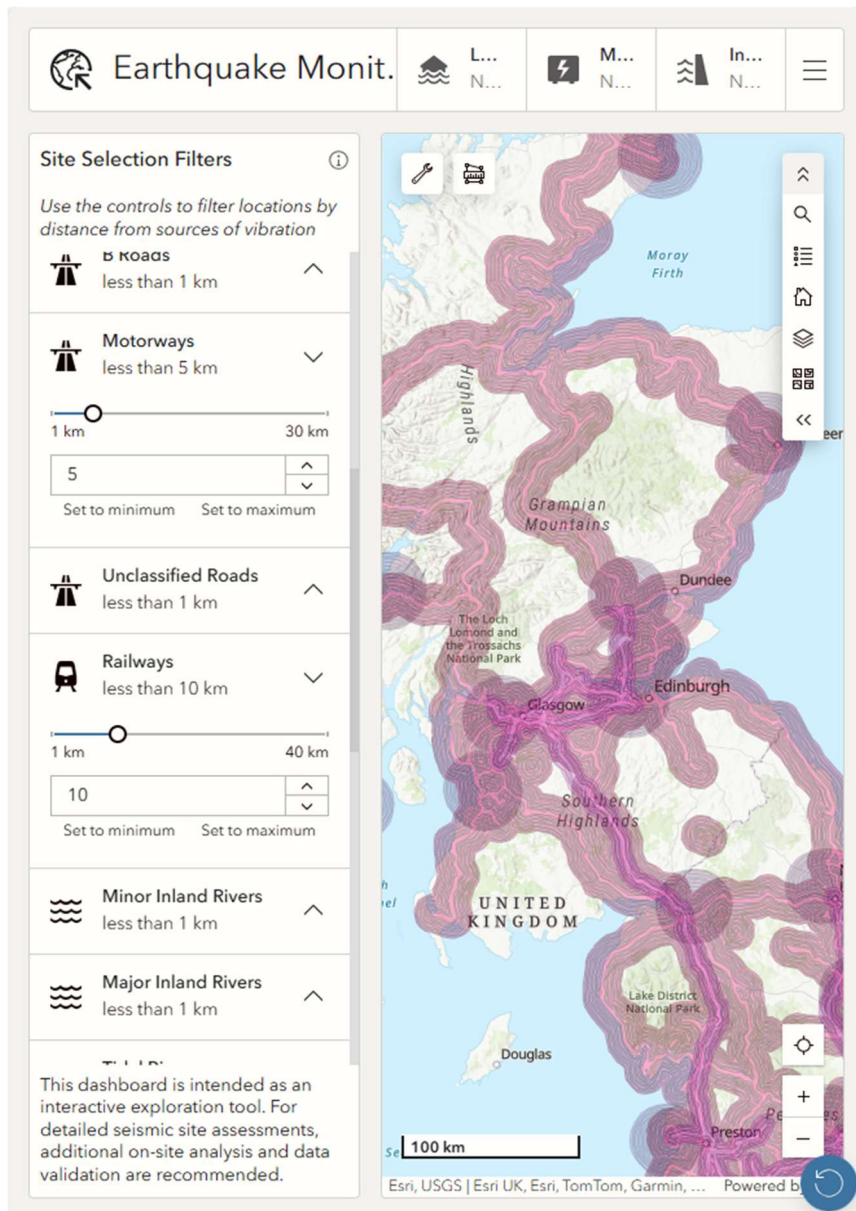 Earthquake Monit.
L...
N...
M...
N...
In...
N...
Site Selection Filters
Use the controls to filter locations by
distance from sources of vibration
B Roads
less than 1 km
Motorways
less than 5 km
1 km
30 km
5
Set to minimum
Set to maximum
Unclassified Roads
less than 1 km
Railways
less than 10 km
1 km
40 km
10
Set to minimum
Set to maximum
Minor Inland Rivers
less than 1 km
Major Inland Rivers
less than 1 km
This dashboard is intended as an
interactive exploration tool. For
detailed seismic site assessments,
additional on-site analysis and data
validation are recommended.
Moray
Firth
Highlands
een
Grampian
Mountains
Dundee
The Loch
Lomond and
the Trossachs
National Park
Edinburgh
Glasgow
Southern
Highlands
UNITED
KINGDOM
Lake District
National Park
Douglas
Preston
100 km
Esri, USGS | Esri UK, Esri, TomTom, Garmin, ...
Powered by